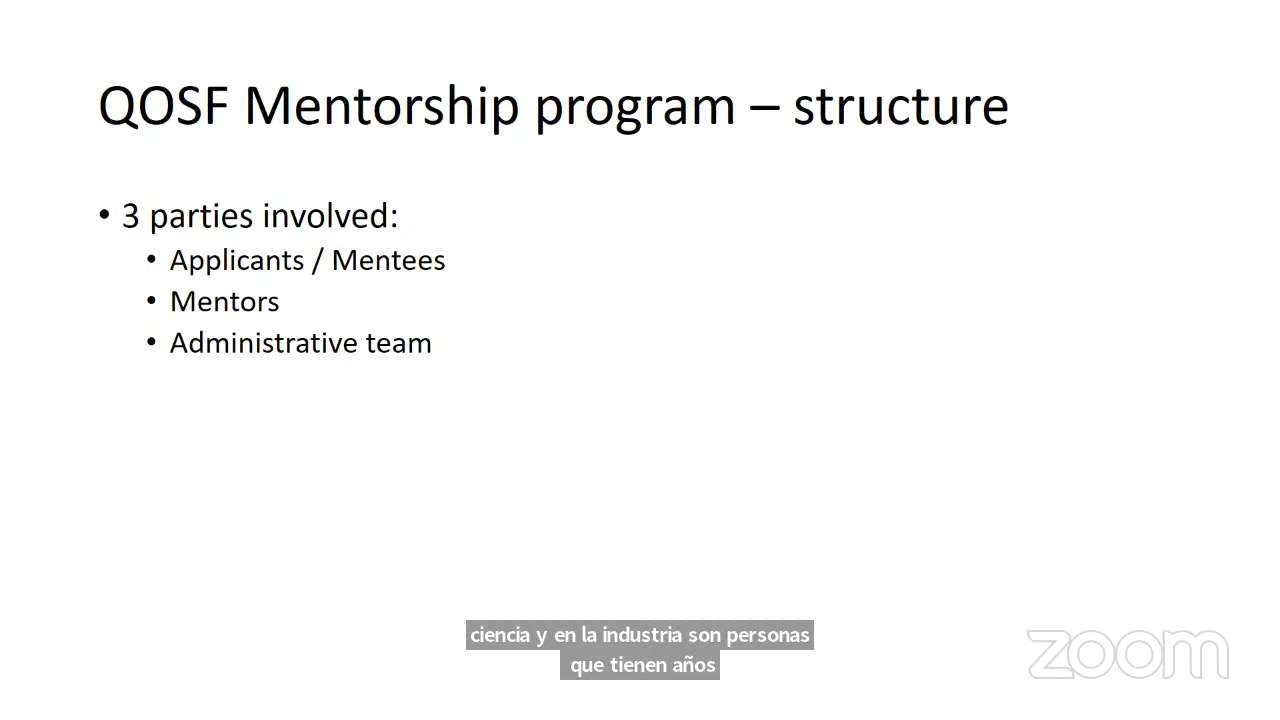 QOSF Mentorship program – structure
• 3 parties involved:
• Applicants / Mentees
• Mentors
• Administrative team
ciencia y en la industria son personas
que tienen años
zoom